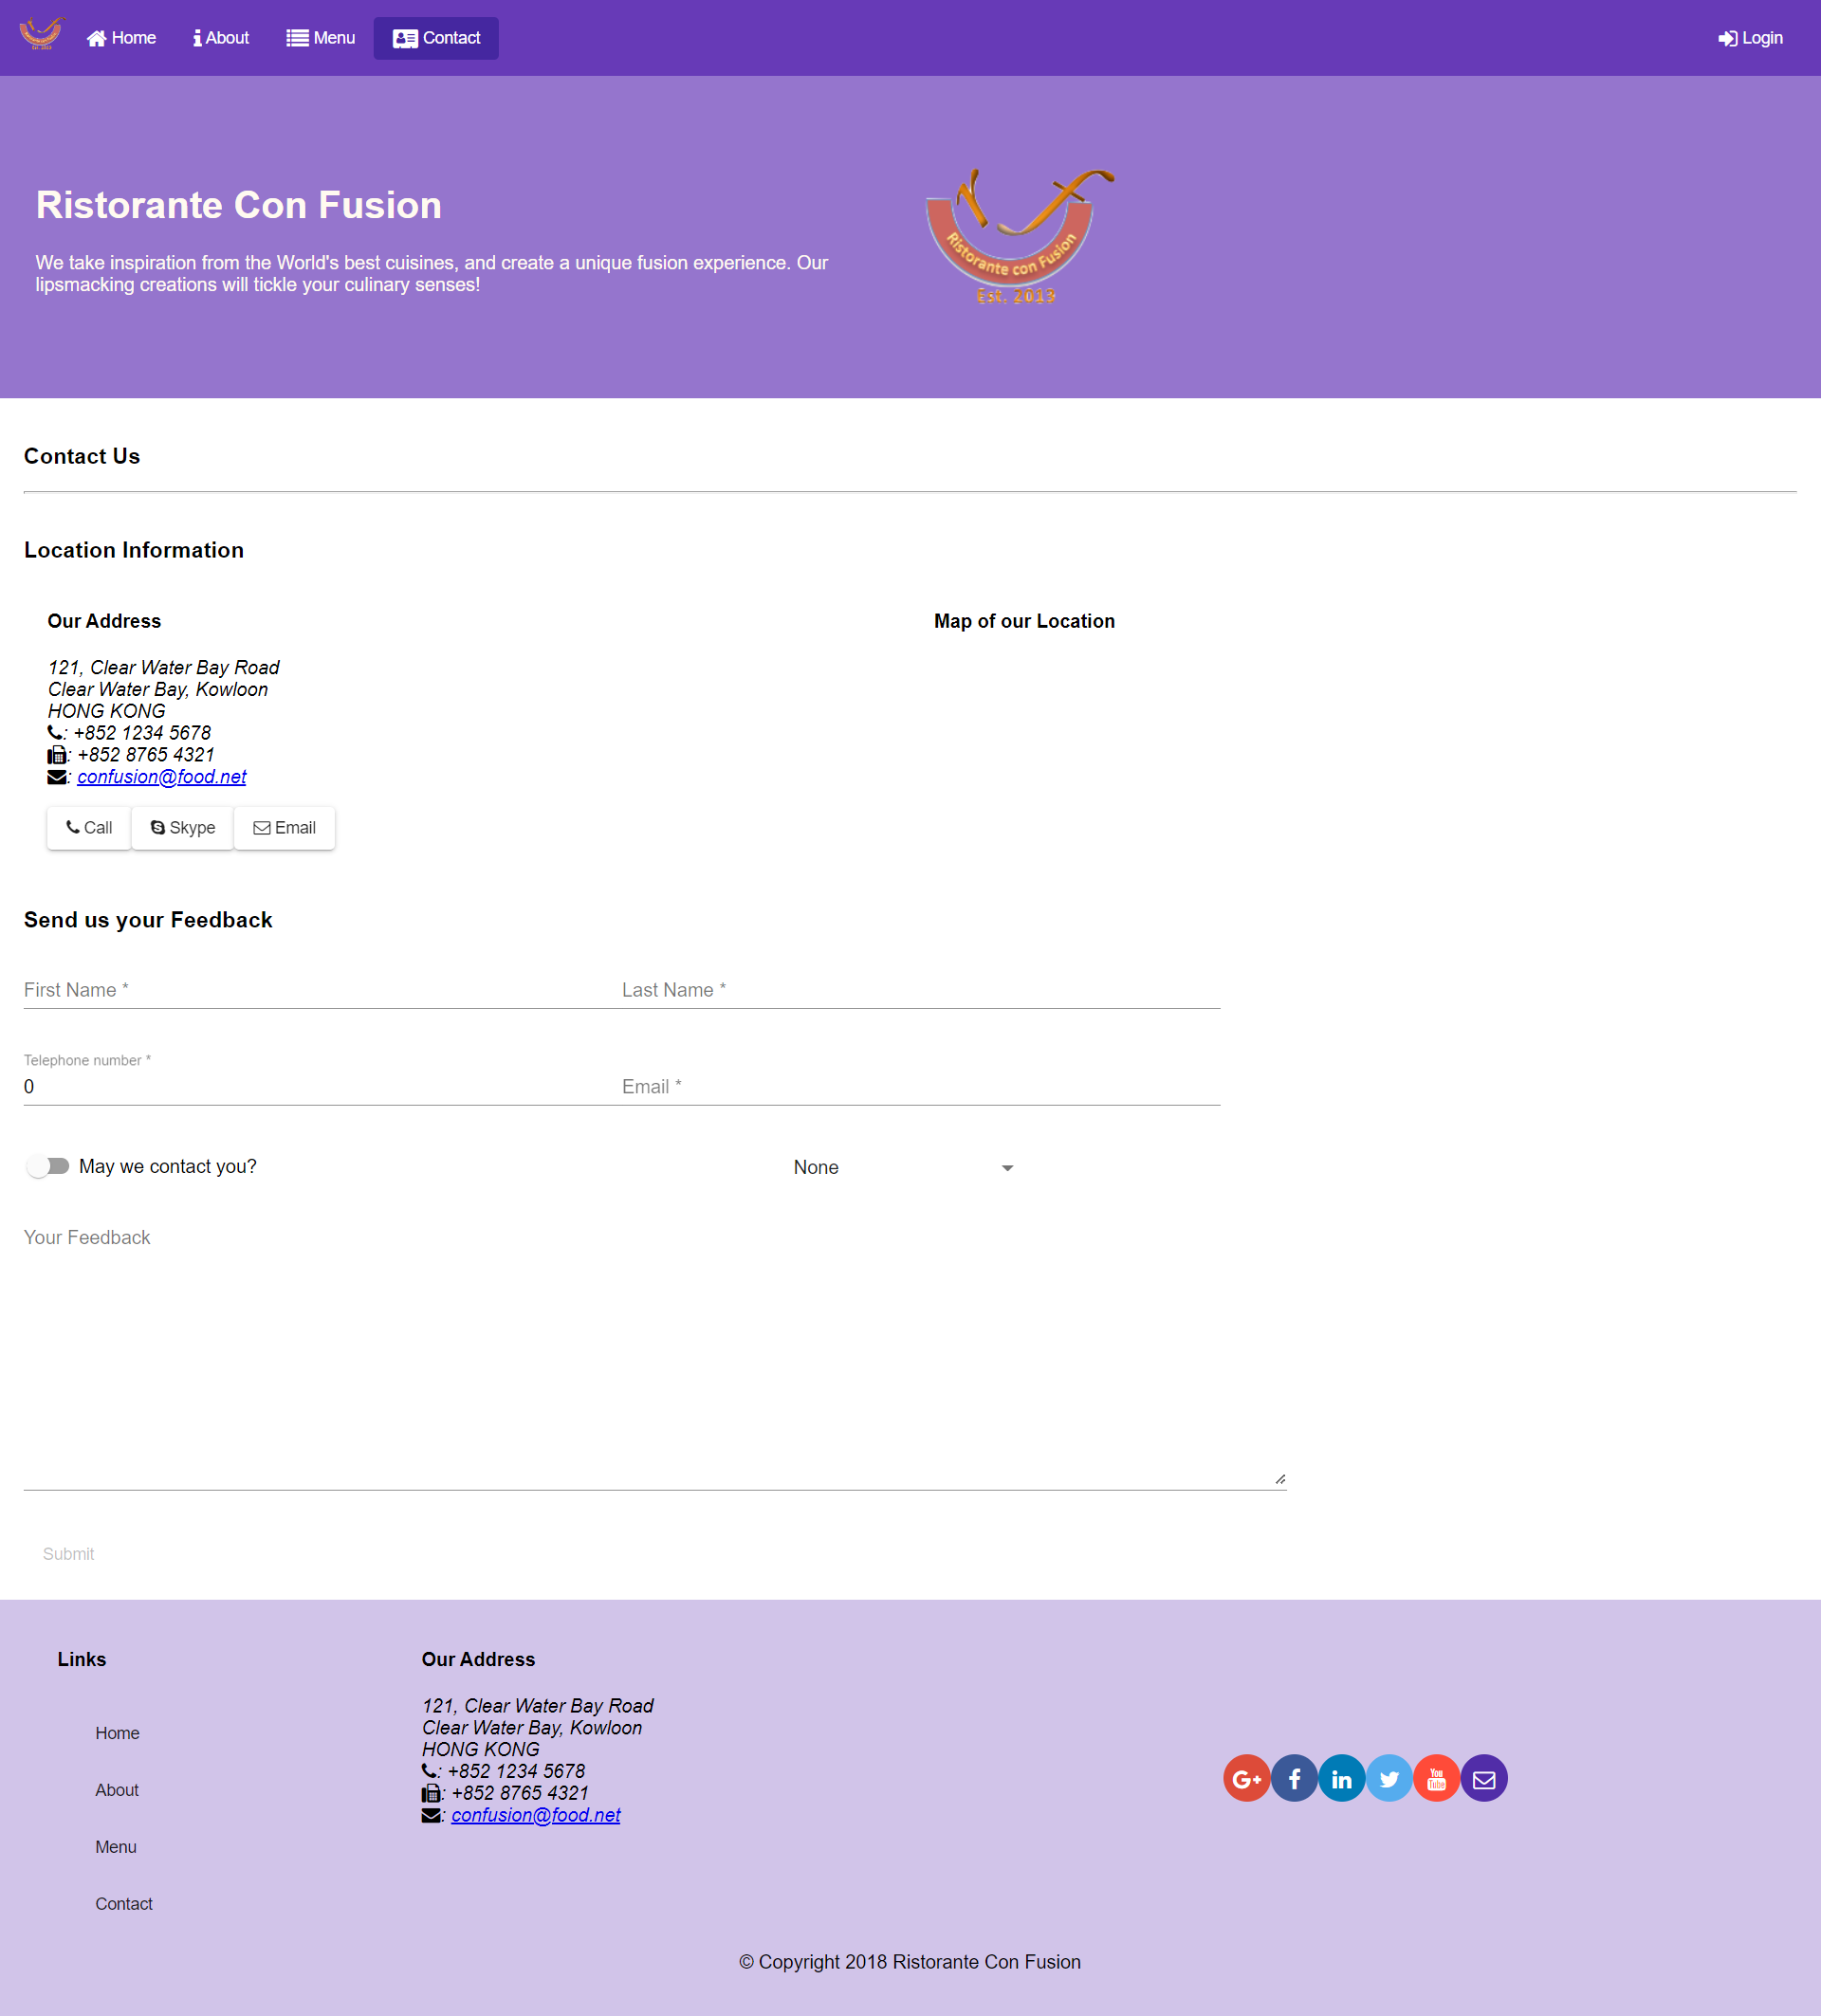 Est. 2013
Home
About
Menu
Contact
Login
Ristorante Con Fusion
We take inspiration from the World's best cuisines, and create a unique fusion experience. Our
lipsmacking creations will tickle your culinary senses!
Ristorante con Fusion
Est. 2013
Contact Us
Location Information
Our Address
121, Clear Water Bay Road
Clear Water Bay, Kowloon
HONG KONG
: +852 1234 5678
: +852 8765 4321
: confusion@food.net
Call
Skype
Email
Map of our Location
Send us your Feedback
First Name *
Last Name *
Telephone number *
0
Email *
May we contact you?
None
Your Feedback
Submit
Links
Home
About
Menu
Contact
Our Address
121, Clear Water Bay Road
Clear Water Bay, Kowloon
HONG KONG
: +852 1234 5678
: +852 8765 4321
: confusion@food.net
G+
f
in
You
Tube
© Copyright 2018 Ristorante Con Fusion